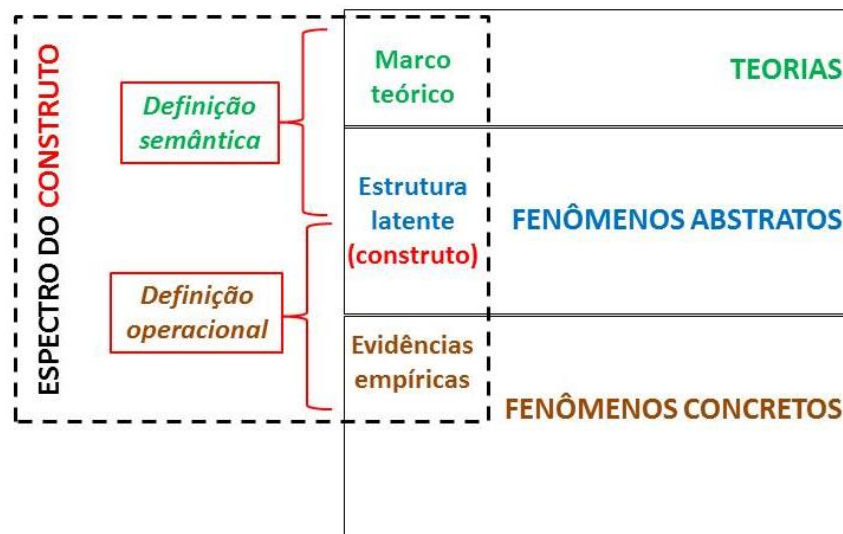 ESPECTRO DO CONSTRUTO
Definição
semântica
Definição
operacional
Marco
teórico
TEORIAS
Estrutura
latente
(construto)
FENÔMENOS ABSTRATOS
Evidências
empíricas
FENÔMENOS CONCRETOS